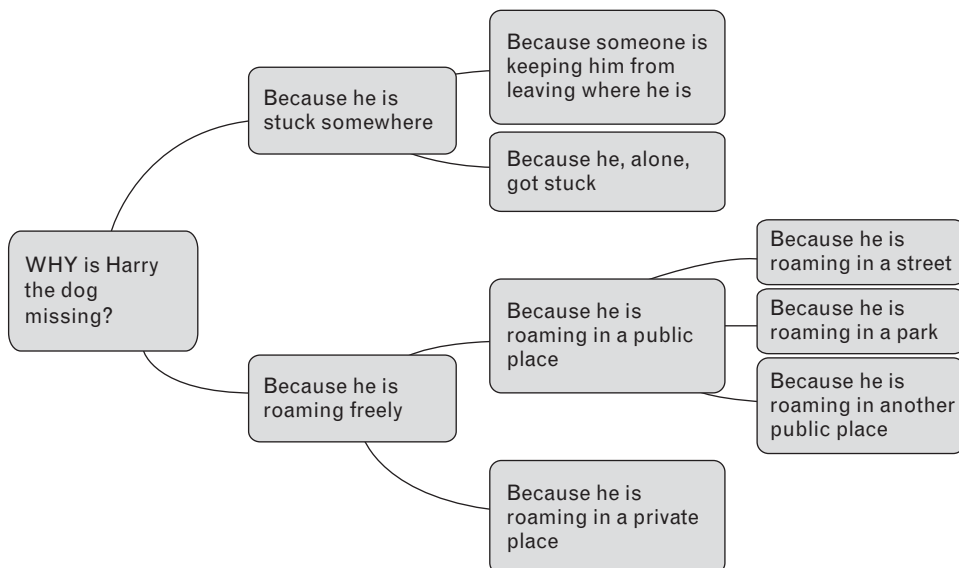 WHY is Harry
the dog
missing?
Because he is
stuck somewhere
Because someone is
keeping him from
leaving where he is
Because he, alone,
got stuck
Because he is
roaming freely
Because he is
roaming in a public
place
Because he is
roaming in a street
Because he is
roaming in a park
Because he is
roaming in another
public place
Because he is
roaming in a private
place